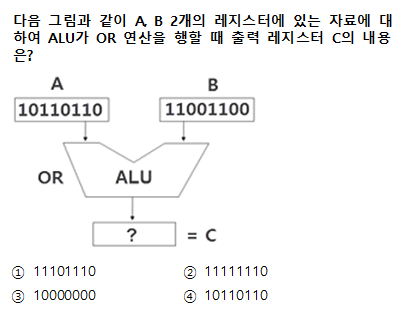 다음 그림과 같이 A, B 2개의 레지스터에 있는 자료에 대
하여 ALU가 OR 연산을 행할 때 출력 레지스터 C의 내용
은?
A B
10110110 11001100
OR ALU
? = C
① 11101110 ② 11111110
③ 10000000 ④ 10110110